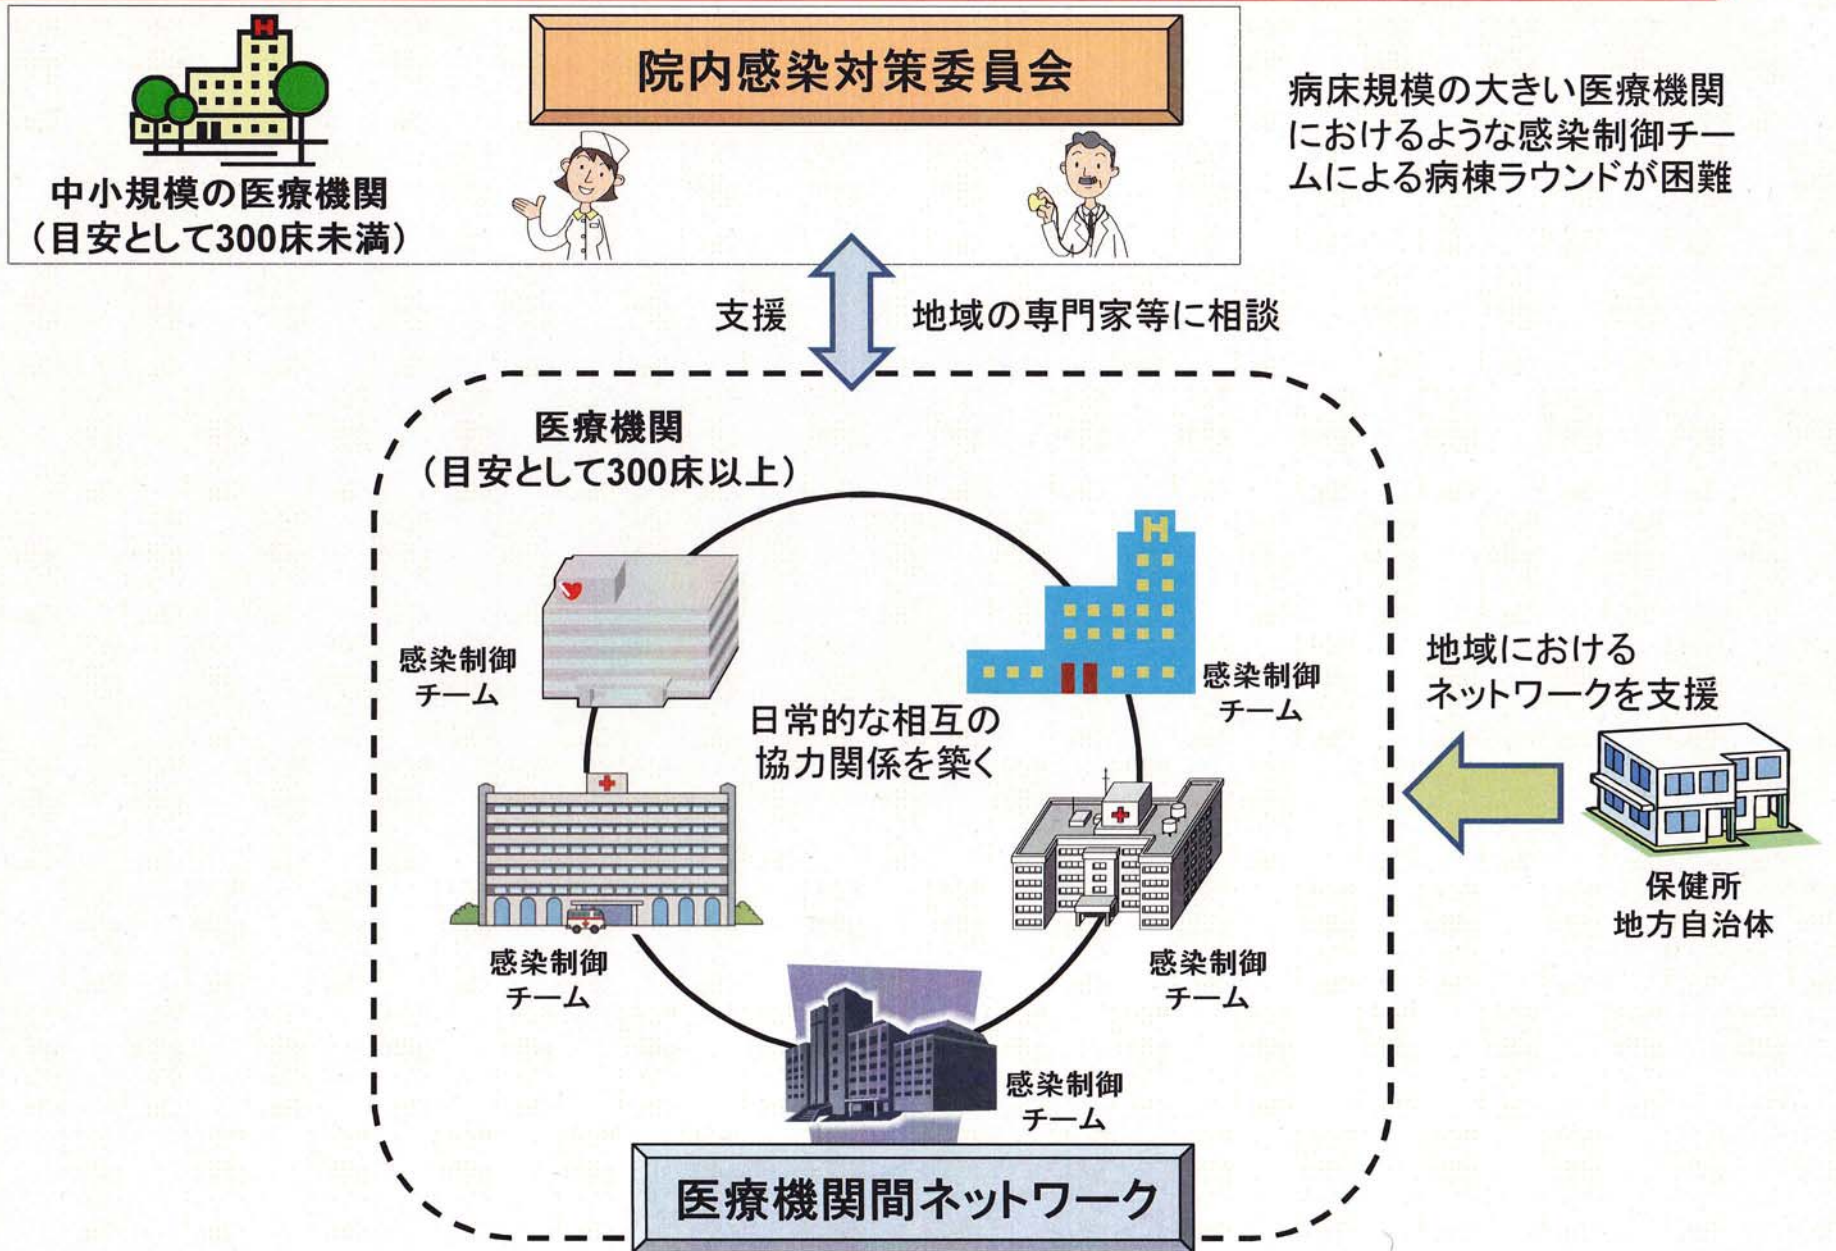 H
院内感染対策委員会
中小規模の医療機関
（目安として300床未満）
病床規模の大きい医療機関
におけるような感染制御チー
ムによる病棟ラウンドが困難
支援
地域の専門家等に相談
医療機関
（目安として300床以上）
H
感染制御
チーム
感染制御
チーム
日常的な相互の
協力関係を築く
地域における
ネットワークを支援
保健所
地方自治体
感染制御
チーム
感染制御
チーム
感染制御
チーム
医療機関間ネットワーク